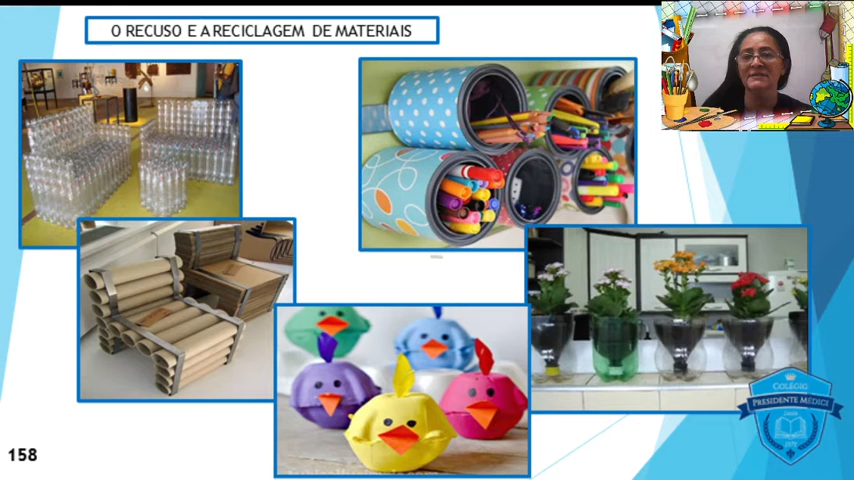 O RECUSO E A RECICLAGEM DE MATERIAIS
158
COLÉGIO
PRESIDENTE MÉDICI